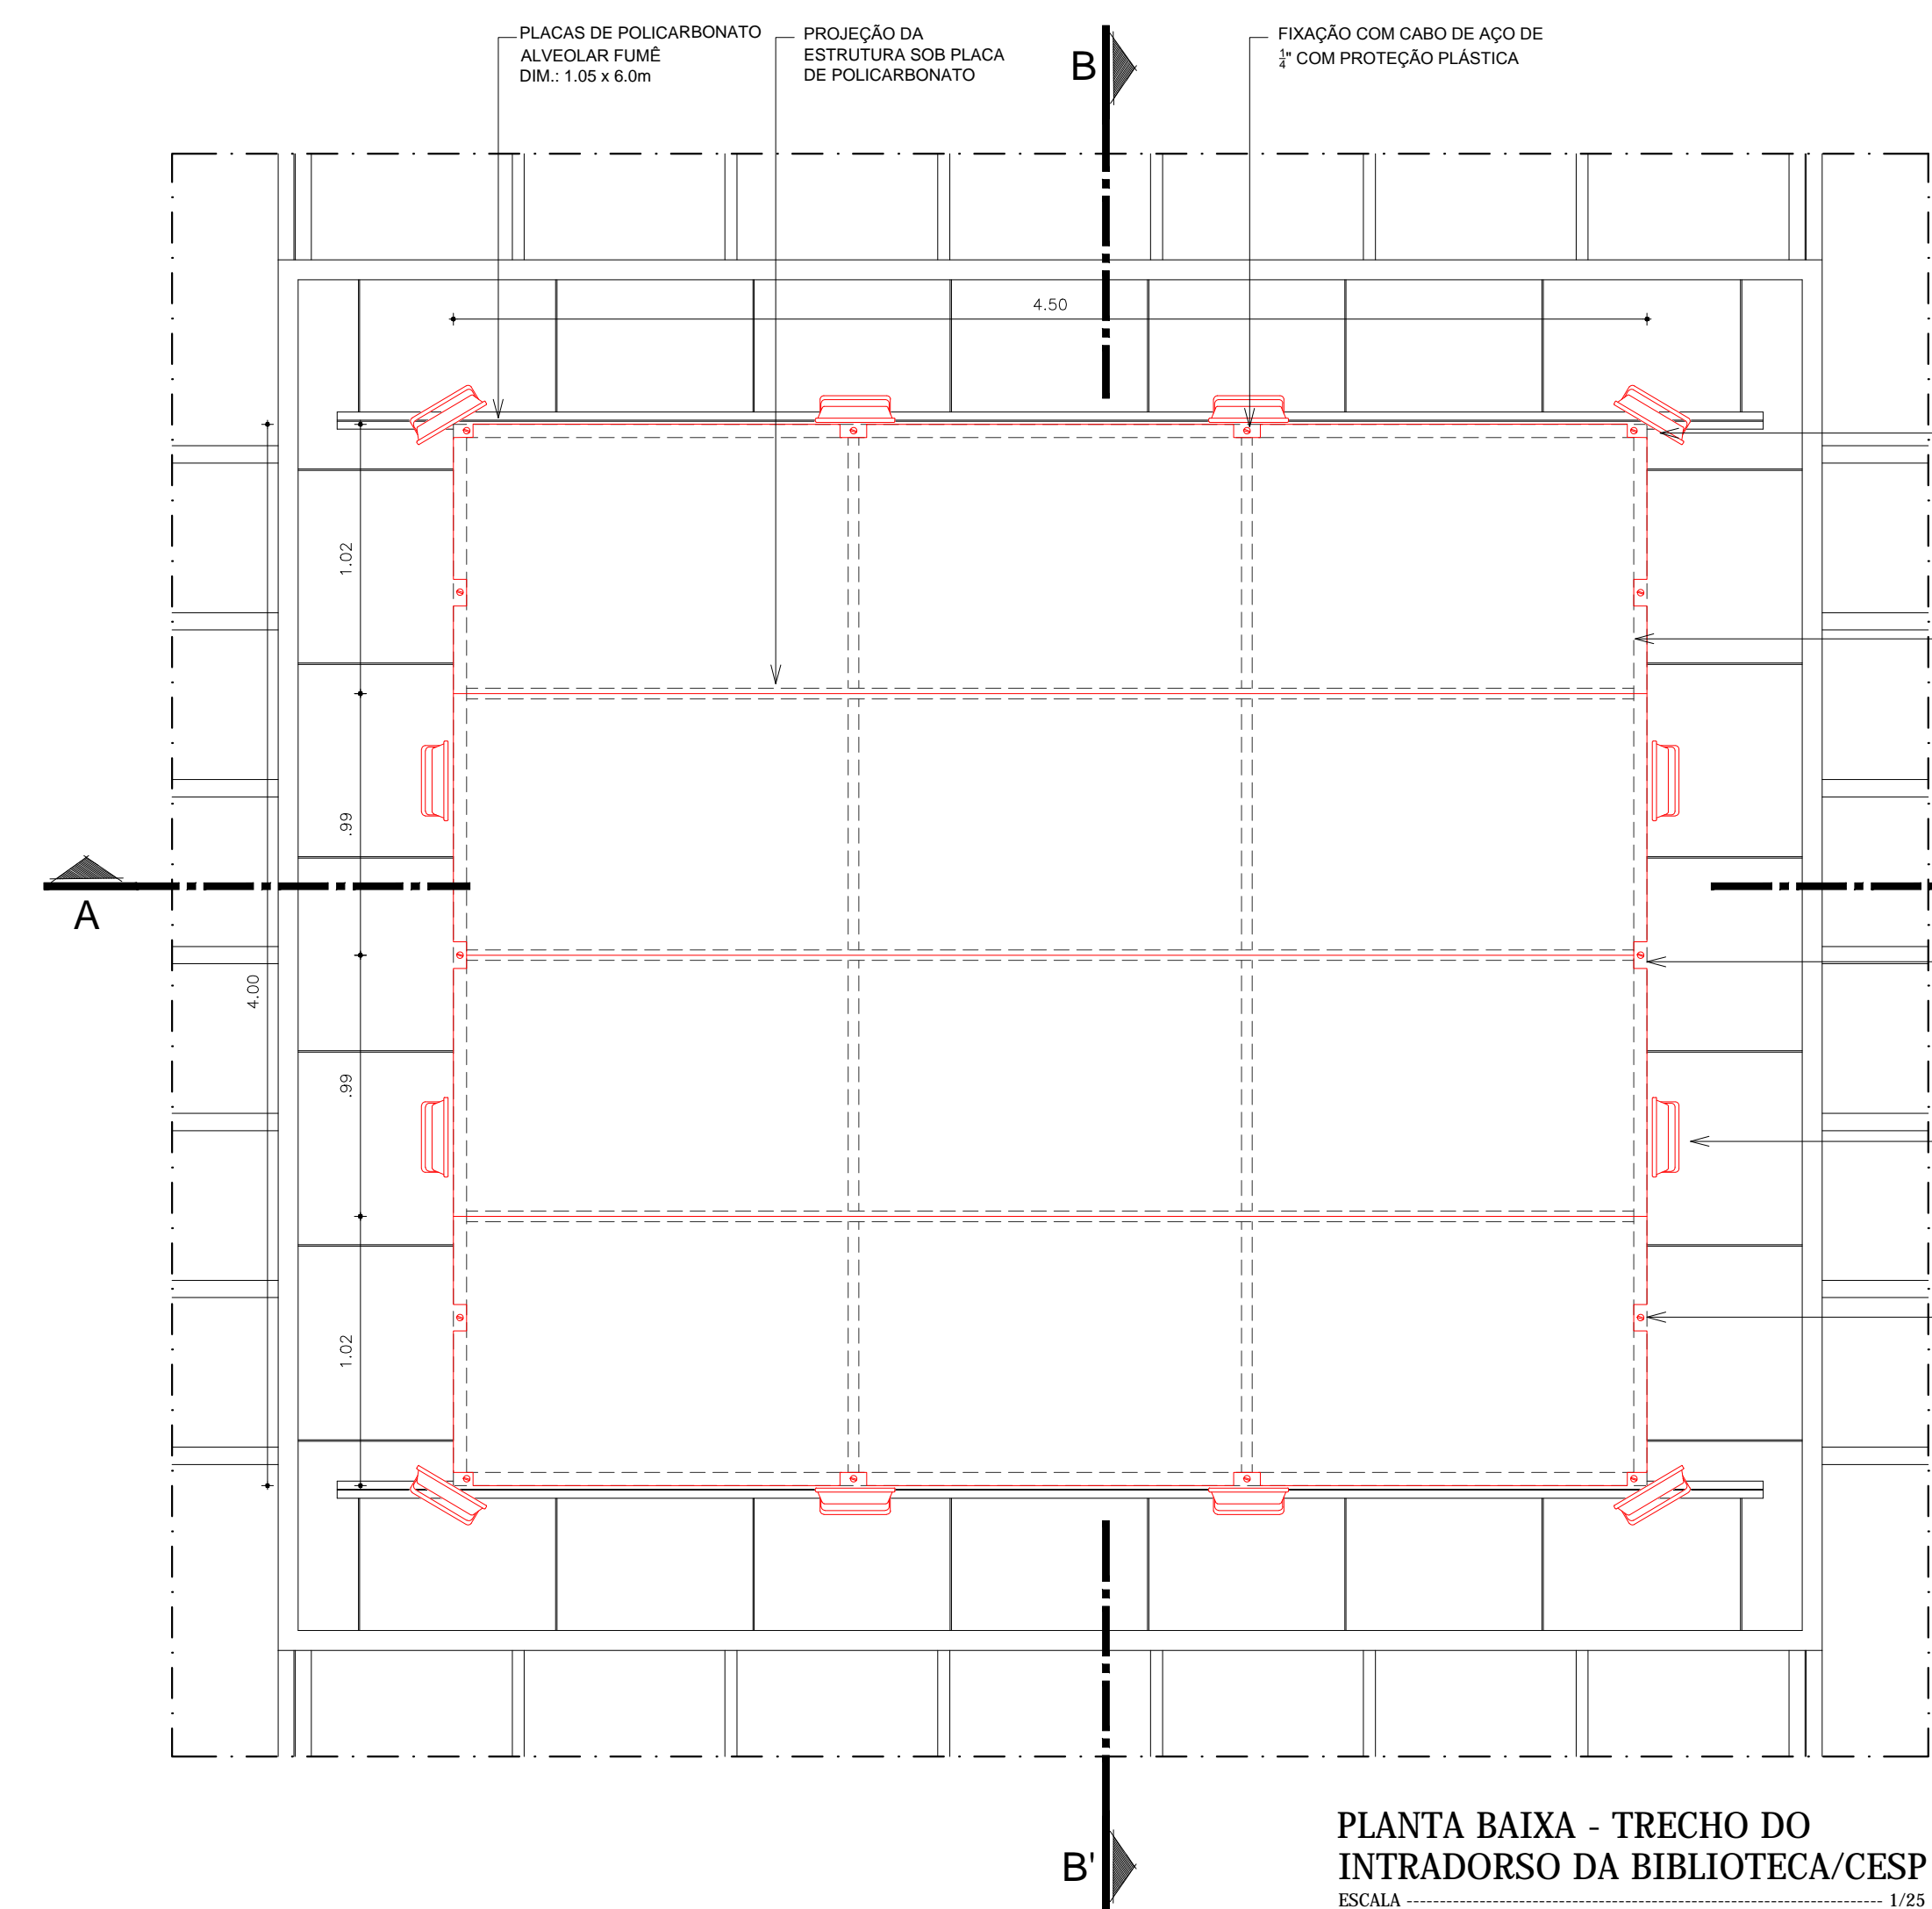 PLACAS DE POLICARBONATO
ALVEOLAR FUMÊ
DIM.: 1.05 x 6.0m
PROJEÇÃO DA
ESTRUTURA SOB PLACA
DE POLICARBONATO
B
FIXAÇÃO COM CABO DE AÇO DE
1/4" COM PROTEÇÃO PLÁSTICA
4.50
1.02
.99
A
4.00
.99
1.02
B'
PLANTA BAIXA - TRECHO DO
INTRADORSO DA BIBLIOTECA/CESP
ESCALA ------------------------------------------------------------------------ 1/25